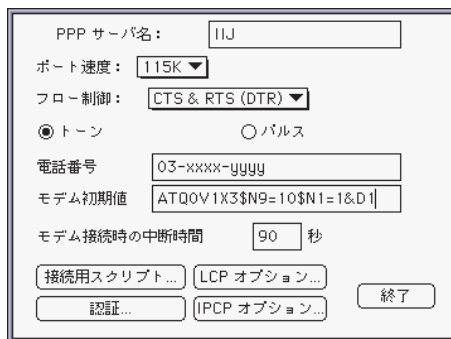 PPP サーバ名: IIJ
ポート速度: 115K
フロー制御: CTS & RTS (DTR)
トーン パルス
電話番号 03-xxxx-yyyy
モデム初期値 ATQ0V1X3$N9=10$N1=1&D1
モデム接続時の中断時間 90 秒
接続用スクリプト... LCP オプション...
終了
認証... IPCP オプション...